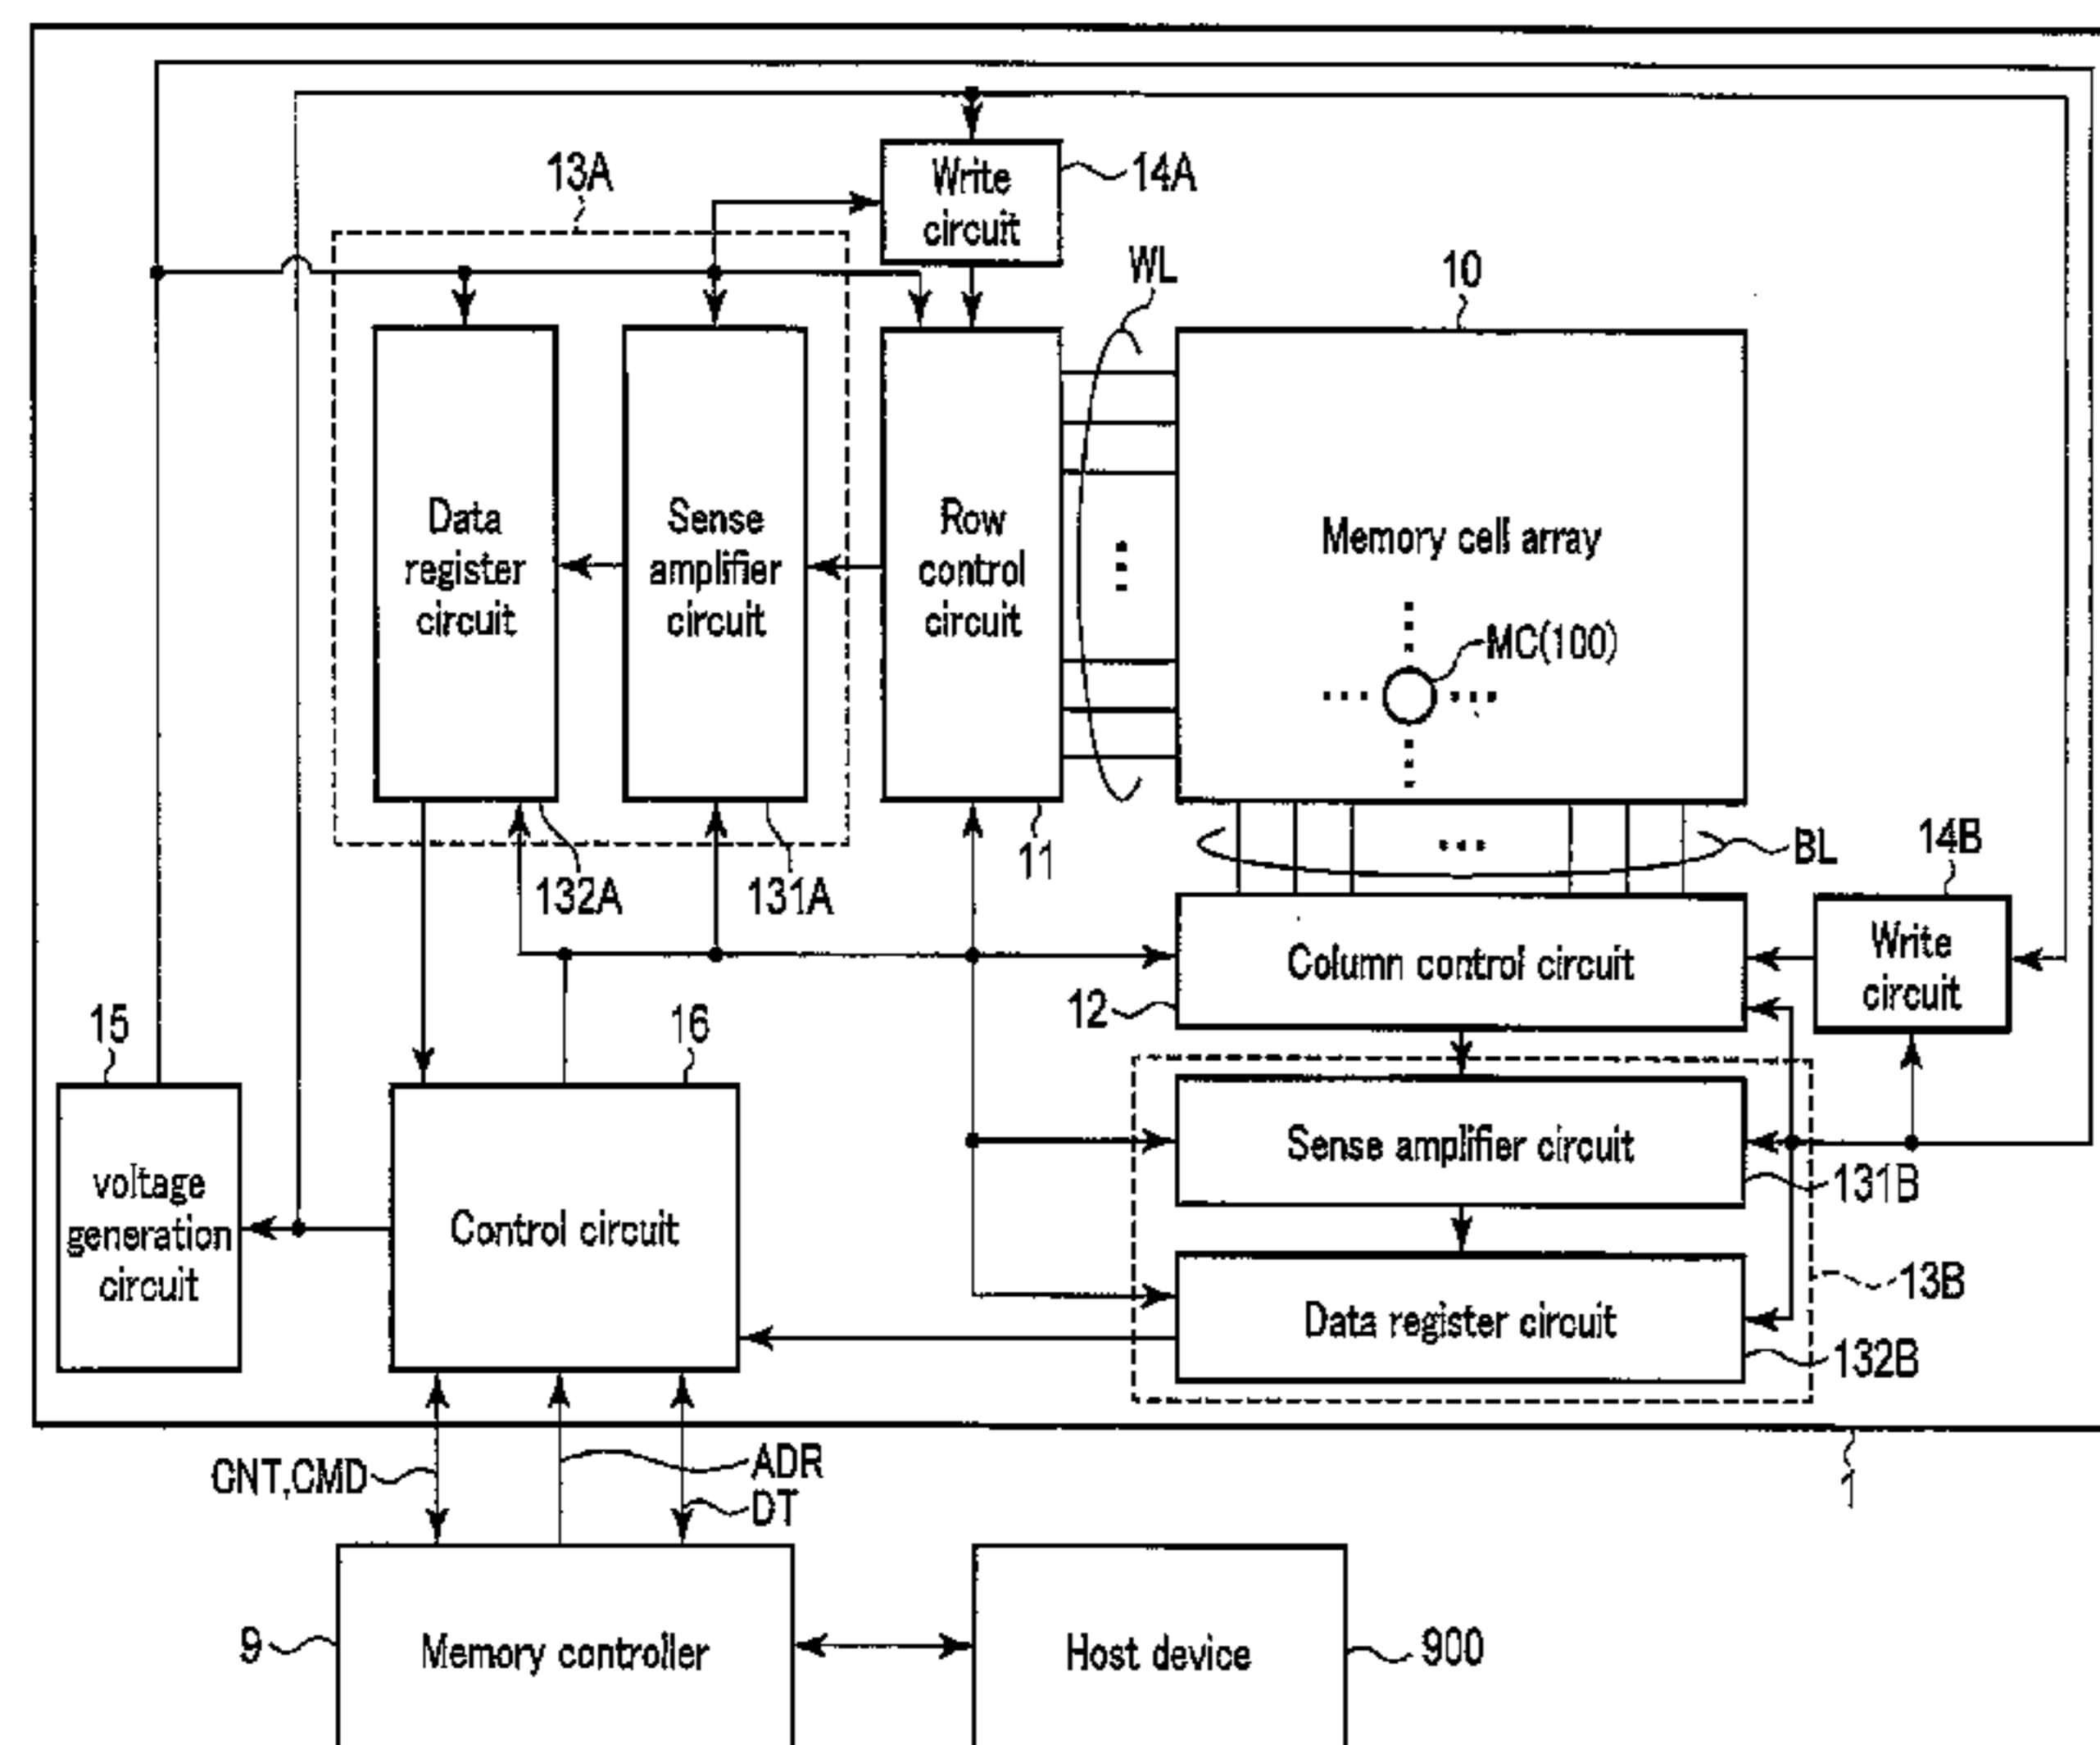 13A
Write
circuit
14A
WL
10
Data
register
circuit
Sense
amplifier
circuit
Row
control
circuit
Memory cell array
MC(100)
132A
131A
11
BL
14B
Column control circuit
12
Write
circuit
15
16
voltage
generation
circuit
Control circuit
Sense amplifier circuit
131B
Data register circuit
13B
132B
CNT,CMD
ADR
DT
1
9
Memory controller
Host device
900